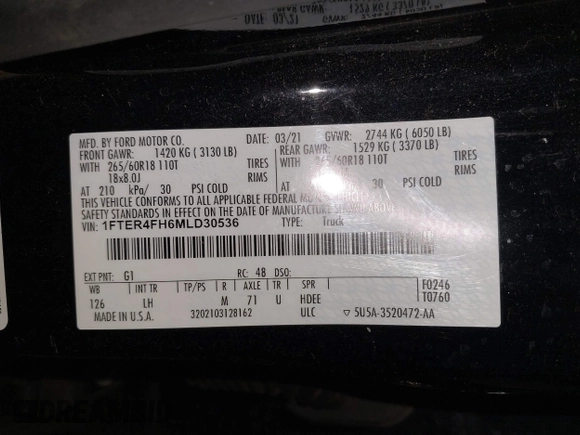 MFD. BY FORD MOTOR CO. DATE: 03/21 GVWR: 2744 KG ( 6050 LB)
FRONT GAWR: 1420 KG ( 3130 LB) REAR GAWR: 1529 KG ( 3370 LB)
WITH 265/60R18 110T TIRES WITH 265/60R18 110T TIRES
18x8.0J RIMS RIMS
AT 210 kPa/ 30 PSI COLD AT kPa/ 30 PSI COLD
THIS VEHICLE CONFORMS TO ALL APPLICABLE FEDERAL MOTOR VEHICLE
SAFETY STANDARDS IN EFFECT ON THE DATE OF MANUFACTURE SHOWN ABOVE.
VIN: 1FTER4FH6MLD30536 TYPE: Truck
EXT PNT: G1 RC: 48 DSO:
WB INT TR TP/PS R AXLE TR SPR F0246
126 LH M 71 U HDEE T0760
3202103128162 ULC ▽ 5U5A-3520472-AA
DREAMBID